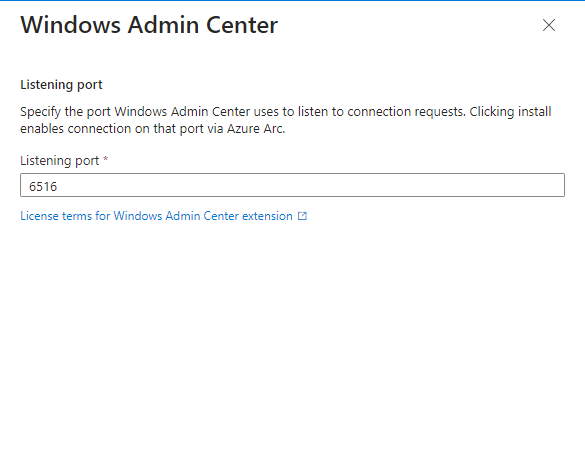 Windows Admin Center
Listening port
Specify the port Windows Admin Center uses to listen to connection requests. Clicking install
enables connection on that port via Azure Arc.
Listening port *
6516
License terms for Windows Admin Center extension